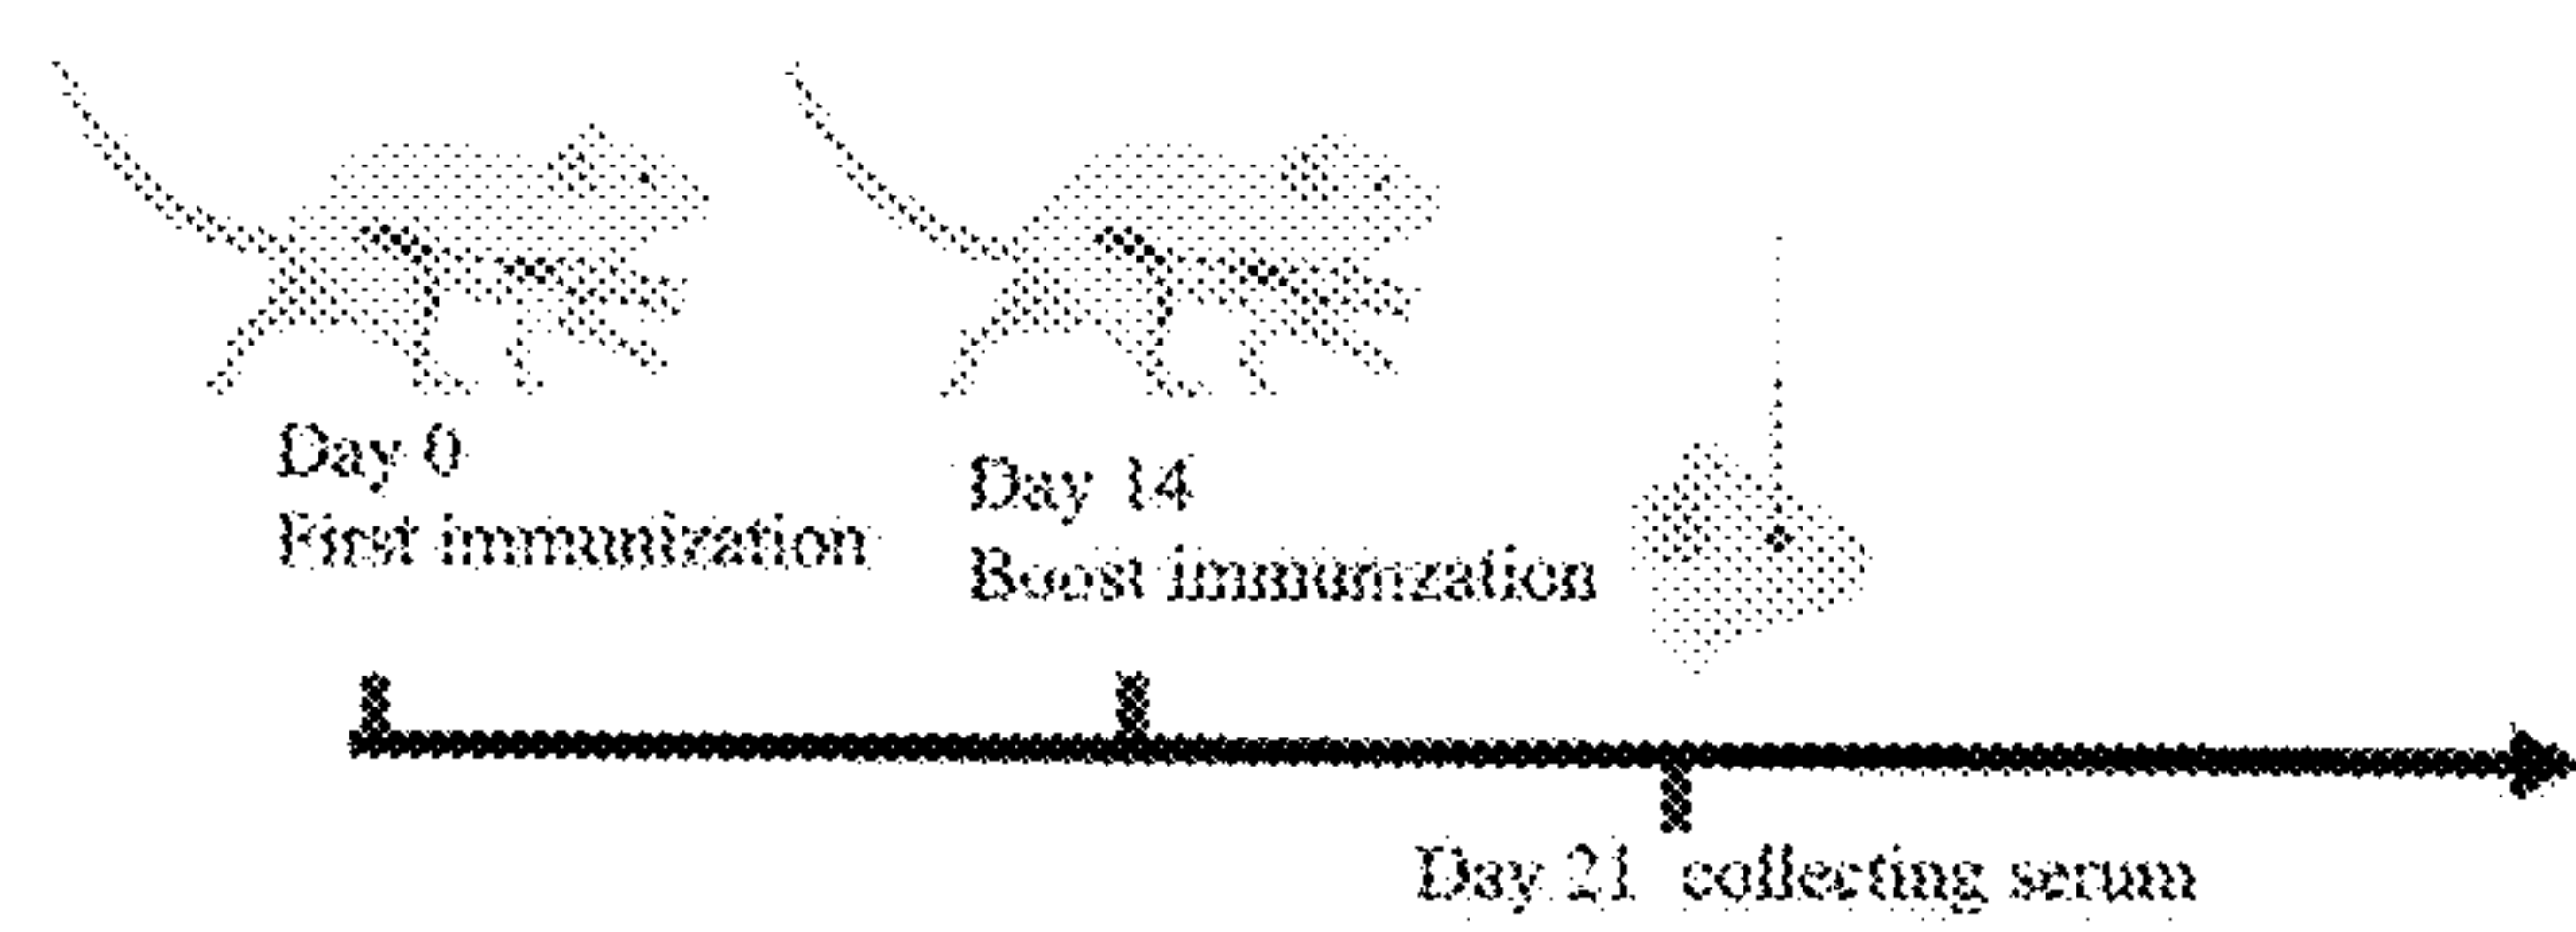 Day 0
First immunization
Day 14
Boost immunization
Day 21 collecting serum